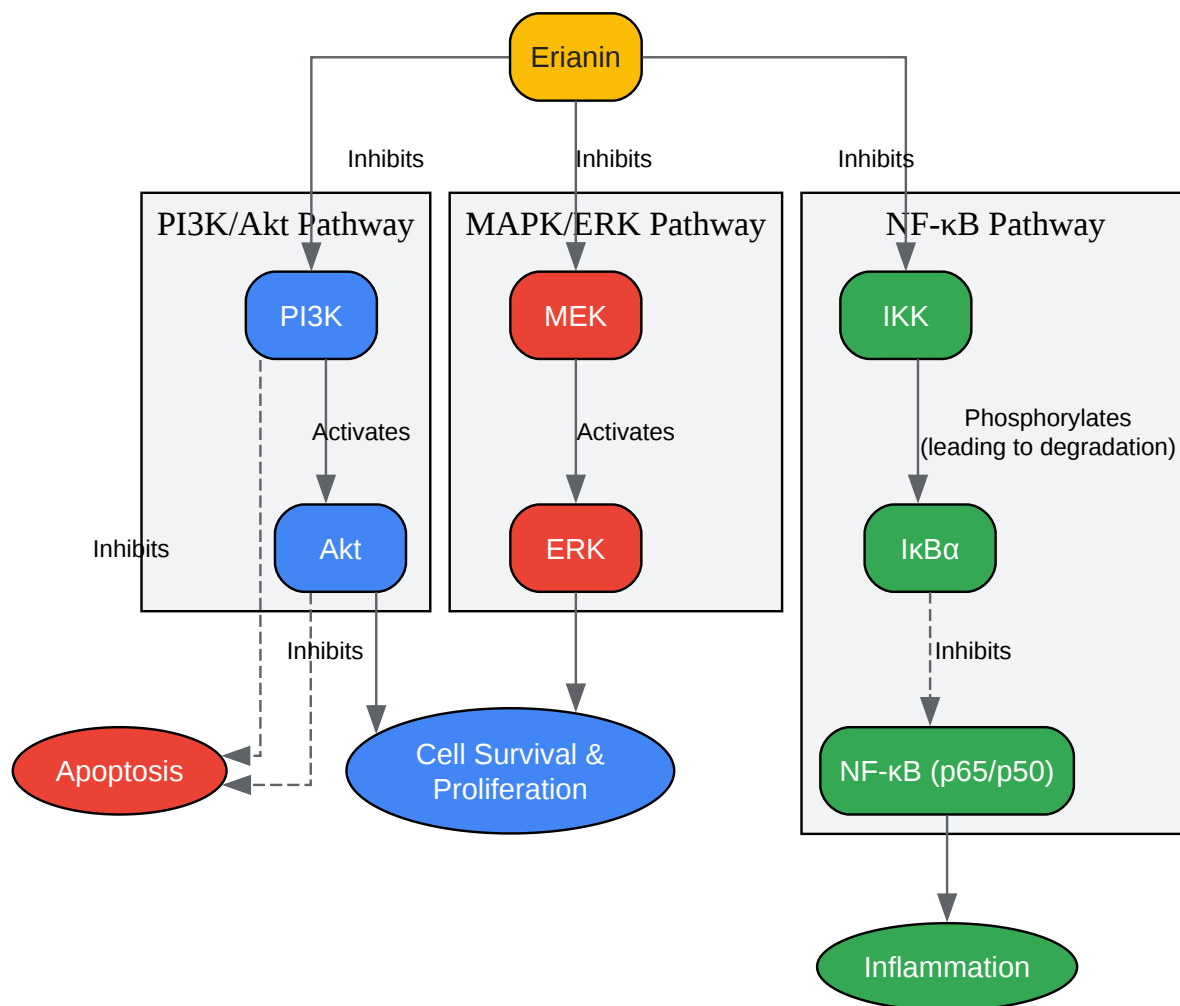 Erianin
Inhibits
Inhibits
Inhibits
PI3K/Akt Pathway
MAPK/ERK Pathway
NF-κB Pathway
PI3K
MEK
IKK
Activates
Activates
Phosphorylates
(leading to degradation)
Inhibits
Akt
ERK
IκBα
Inhibits
Inhibits
Apoptosis
Cell Survival &
Proliferation
NF-κB (p65/p50)
Inflammation